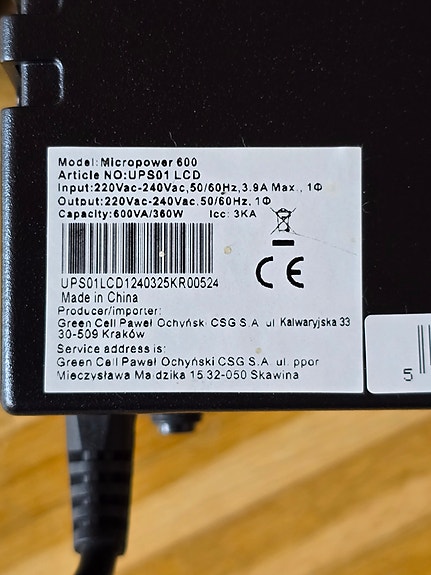 Model: Micropower 600
Article NO:UPS01 LCD
Input:220Vac-240Vac,50/60Hz,3.9A Max., 1Φ
Output:220Vac-240Vac,50/60Hz, 1Φ
Capacity:600VA/360W Icc: 3KA
CE
UPS01LCD1240325KR00524
Made in China
Producer/importer:
Green Cell Paweł Ochyński CSG S.A. ul. Kalwaryjska 33
30-509 Kraków
Service address is:
Green Cell Paweł Ochyński CSG S.A. ul. ppor
Mieczysława Majdzika 15 32-050 Skawina
5